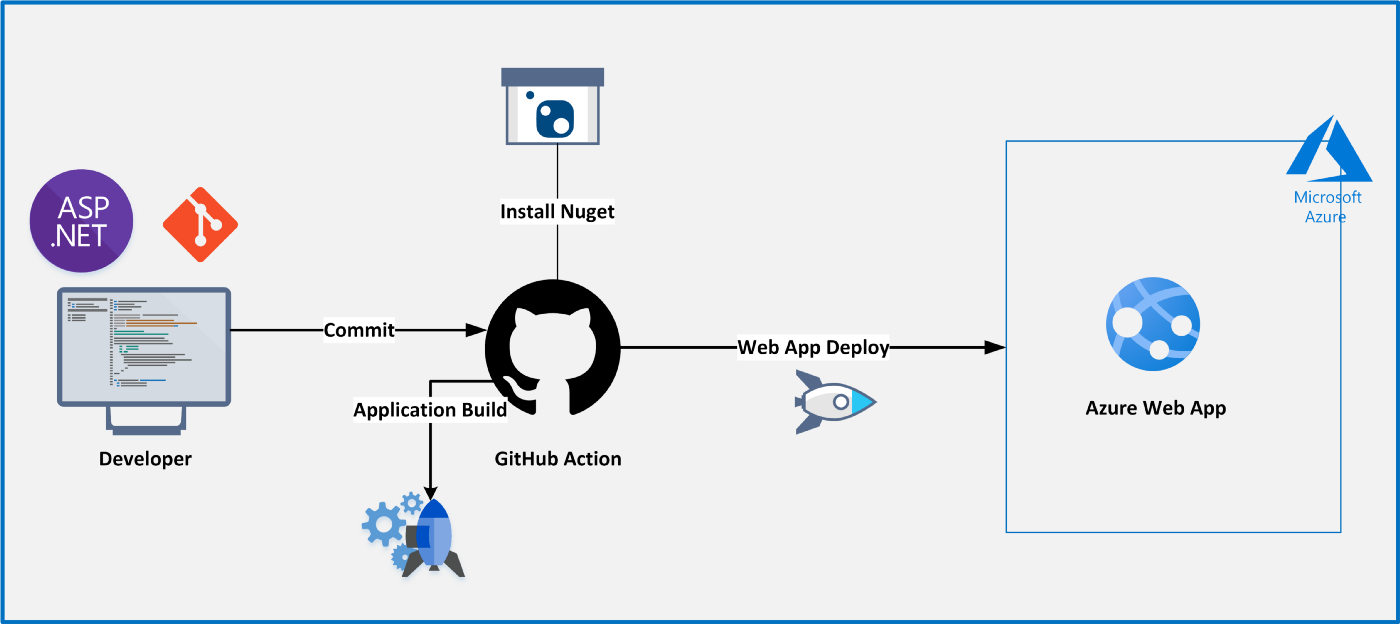 ASP
.NET
Install Nuget
Microsoft
Azure
Commit
Web App Deploy
Application Build
Azure Web App
Developer
GitHub Action